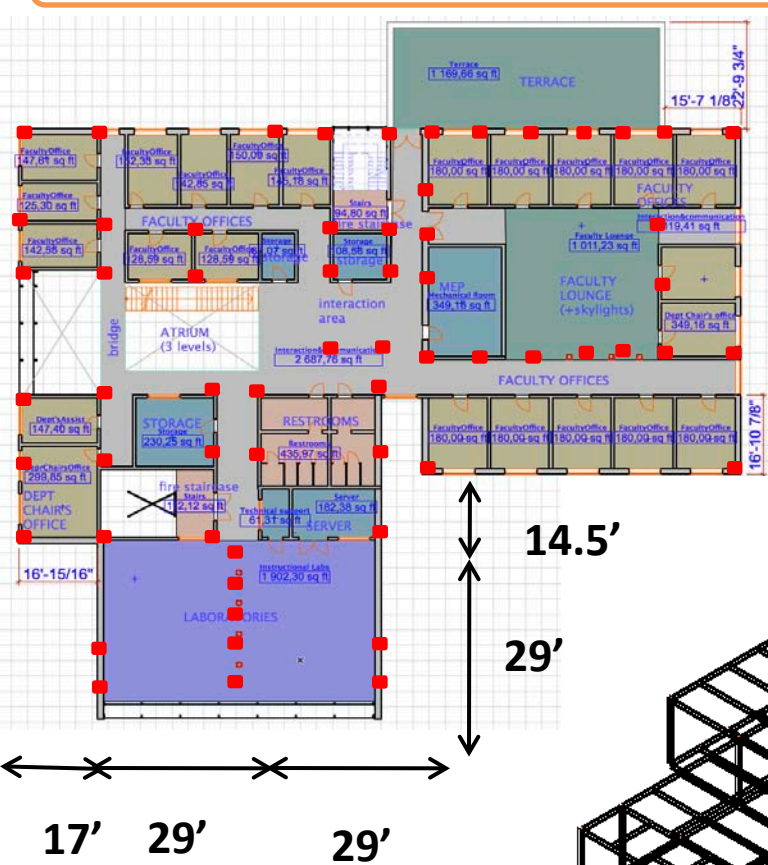 Terrace
1 169,66 sq ft
TERRACE
22'-9 3/4"
15'-7 1/8"
FacultyOffice
147,61 sq ft
FacultyOffice
152,38 sq ft
FacultyOffice
142,85 sq ft
FacultyOffice
150,00 sq ft
FacultyOffice
145,18 sq ft
FacultyOffice
180,00 sq ft
FacultyOffice
180,00 sq ft
FacultyOffice
180,00 sq ft
FacultyOffice
180,00 sq ft
FacultyOffice
180,00 sq ft
FACULTY
OFFICES
FacultyOffice
125,30 sq ft
Stairs
94,80 sq ft
fire staircase
FACULTY OFFICES
Interaction&communication
19,41 sq ft
FacultyOffice
142,58 sq ft
FacultyOffice
128,59 sq ft
FacultyOffice
128,59 sq ft
Storage
storage
Storage
108,58 sq ft
storage
Faculty Lounge
1 011,23 sq ft
FACULTY
LOUNGE
(+skylights)
MEP
Mechanical Room
349,16 sq ft
Dept Chair's office
349,16 sq ft
interaction
area
bridge
ATRIUM
(3 levels)
Interaction&communication
2 687,76 sq ft
FACULTY OFFICES
Dept'sAssist
147,40 sq ft
STORAGE
Storage
230,25 sq ft
RESTROOMS
Restrooms
435,97 sq ft
FacultyOffice
180,00 sq ft
FacultyOffice
180,00 sq ft
FacultyOffice
180,00 sq ft
FacultyOffice
180,00 sq ft
FacultyOffice
180,00 sq ft
16'-10 7/8"
DeprChairsOffice
299,85 sq ft
DEPT
CHAIR'S
OFFICE
fire staircase
Stairs
182,12 sq ft
Technical support
61,31 sq ft
Server
182,38 sq ft
SERVER
14.5'
16'-15/16"
Instructional Labs
1 902,30 sq ft
LABORATORIES
29'
17'
29'
29'